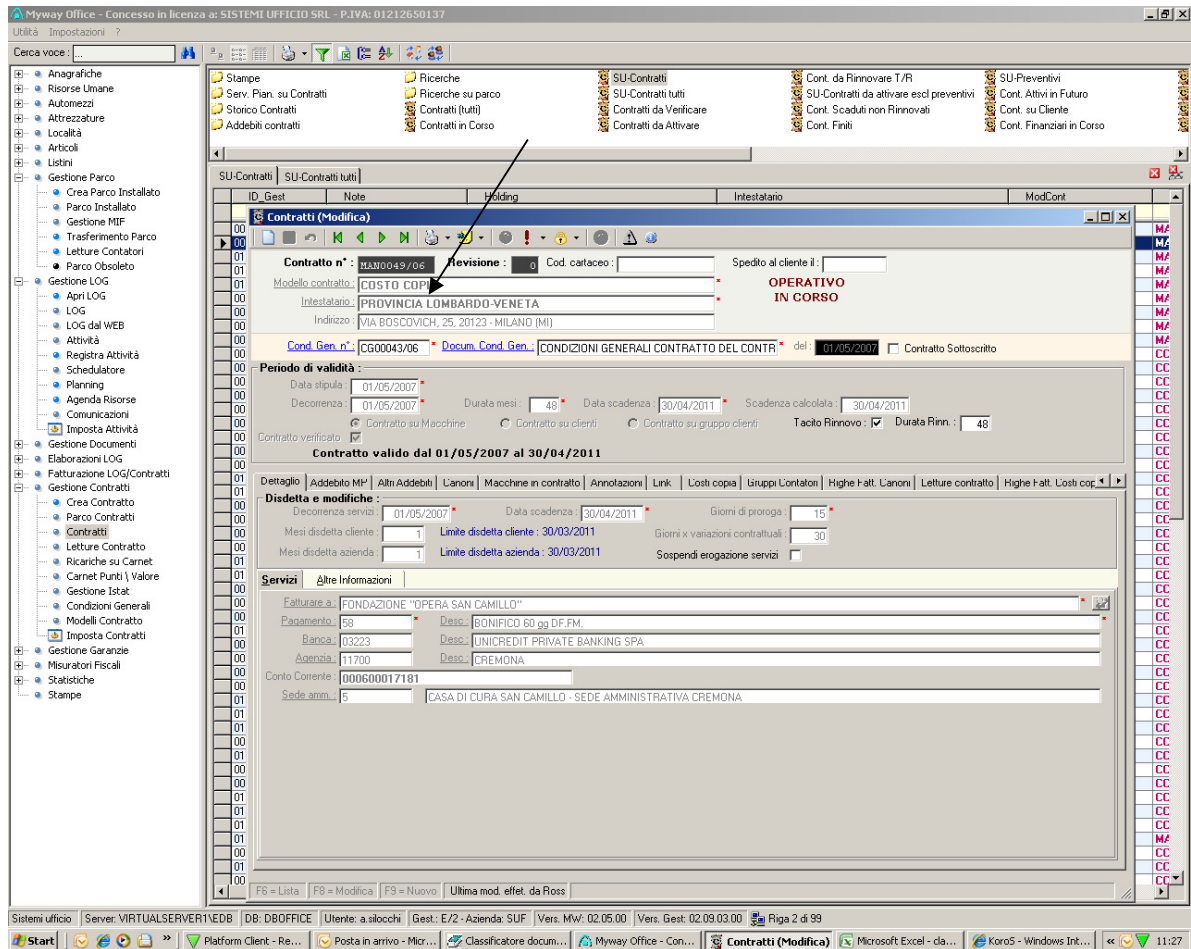 Myway Office - Concesso in licenza a: SISTEMI UFFICIO SRL - P.IVA: 01212650137
Utilità Impostazioni ?
Cerca voce : ...
Anagrafiche
Risorse Umane
Automezzi
Attrezzature
Località
Articoli
Listini
Gestione Parco
Crea Parco Installato
Parco Installato
Gestione MIF
Trasferimento Parco
Letture Contatori
Parco Obsoleto
Gestione LOG
Apri LOG
LOG
LOG dal WEB
Attività
Registra Attività
Schedulatore
Planning
Agenda Risorse
Comunicazioni
Imposta Attività
Gestione Documenti
Elaborazioni LOG
Fatturazione LOG/Contratti
Gestione Contratti
Crea Contratto
Parco Contratti
Contratti
Letture Contratto
Ricariche su Carnet
Carnet Punti \ Valore
Gestione Istat
Condizioni Generali
Modelli Contratto
Imposta Contratti
Gestione Garanzie
Misuratori Fiscali
Statistiche
Stampe
Stampe Ricerche SU-Contratti Cont. da Rinnovare T/R SU-Preventivi
Serv. Pian. su Contratti Ricerche su parco SU-Contratti tutti SU-Contratti da attivare escl preventivi Cont. Attivi in Futuro
Storico Contratti Contratti (tutti) Contratti da Verificare Cont. Scaduti non Rinnovati Cont. su Cliente
Addebiti contratti Contratti in Corso Contratti da Attivare Cont. Finiti Cont. Finanziari in Corso
SU-Contratti SU-Contratti tutti
ID_Gest Note Holding Intestatario ModCont
Contratti (Modifica)
Contratto n° : MAN0049/06 Revisione : 0 Cod. cartaceo : Spedito al cliente il :
Modello contratto : COSTO COPI * OPERATIVO
Intestatario : PROVINCIA LOMBARDO-VENETA * IN CORSO
Indirizzo : VIA BOSCOVICH, 25, 20123 - MILANO (MI)
Cond. Gen. n° : CG00043/06 * Docum. Cond. Gen. : CONDIZIONI GENERALI CONTRATTO DEL CONTR * del : 01/05/2007 Contratto Sottoscritto
Periodo di validità :
Data stipula : 01/05/2007 *
Decorrenza : 01/05/2007 * Durata mesi : 48 * Data scadenza : 30/04/2011 * Scadenza calcolata : 30/04/2011
Contratto su Macchine Contratto su clienti Contratto su gruppo clienti Tacito Rinnovo : Durata Rinn. : 48
Contratto verificato
Contratto valido dal 01/05/2007 al 30/04/2011
Dettaglio Addebito MP Altri Addebiti Canoni Macchine in contratto Annotazioni Link Costi copia Gruppi Contatori Righe Fatt. Canoni Letture contratto Righe Fatt. Costi cop
Disdetta e modifiche :
Decorrenza servizi : 01/05/2007 * Data scadenza : 30/04/2011 * Giorni di proroga : 15 *
Mesi disdetta cliente : 1 Limite disdetta cliente : 30/03/2011 Giorni x variazioni contrattuali : 30
Mesi disdetta azienda : 1 Limite disdetta azienda : 30/03/2011 Sospendi erogazione servizi
Servizi Altre Informazioni
Fatturare a : FONDAZIONE "OPERA SAN CAMILLO" *
Pagamento : 58 * Desc : BONIFICO 60 gg DF.FM. *
Banca : 03223 Desc : UNICREDIT PRIVATE BANKING SPA
Agenzia : 11700 Desc : CREMONA
Conto Corrente : 000600017181
Sede amm. : 5 CASA DI CURA SAN CAMILLO - SEDE AMMINISTRATIVA CREMONA
F6 = Lista F8 = Modifica F9 = Nuovo Ultima mod. effet. da Ross
Sistemi ufficio Server: VIRTUALSERVER1\EDB DB: DBOFFICE Utente: a.silocchi Gest.: E/2 - Azienda: SUF Vers. MW: 02.05.00 Vers. Gest: 02.09.03.00 Riga 2 di 99
Start Platform Client - Re... Posta in arrivo - Micr... Classificatore docum... Myway Office - Con... Contratti (Modifica) Microsoft Excel - cla... Koro5 - Windows Int... 11:27